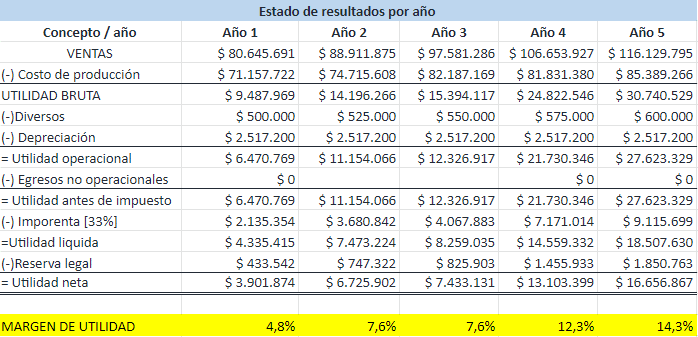 Estado de resultados por año
Concepto / año Año 1 Año 2 Año 3 Año 4 Año 5
VENTAS $ 80.645.691 $ 88.911.875 $ 97.581.286 $ 106.653.927 $ 116.129.795
(-) Costo de producción $ 71.157.722 $ 74.715.608 $ 82.187.169 $ 81.831.380 $ 85.389.266
UTILIDAD BRUTA $ 9.487.969 $ 14.196.266 $ 15.394.117 $ 24.822.546 $ 30.740.529
(-)Diversos $ 500.000 $ 525.000 $ 550.000 $ 575.000 $ 600.000
(-) Depreciación $ 2.517.200 $ 2.517.200 $ 2.517.200 $ 2.517.200 $ 2.517.200
= Utilidad operacional $ 6.470.769 $ 11.154.066 $ 12.326.917 $ 21.730.346 $ 27.623.329
(-) Egresos no operacionales $ 0 $ 0 $ 0
= Utilidad antes de impuesto $ 6.470.769 $ 11.154.066 $ 12.326.917 $ 21.730.346 $ 27.623.329
(-) Imporenta [33%] $ 2.135.354 $ 3.680.842 $ 4.067.883 $ 7.171.014 $ 9.115.699
=Utilidad liquida $ 4.335.415 $ 7.473.224 $ 8.259.035 $ 14.559.332 $ 18.507.630
(-)Reserva legal $ 433.542 $ 747.322 $ 825.903 $ 1.455.933 $ 1.850.763
= Utilidad neta $ 3.901.874 $ 6.725.902 $ 7.433.131 $ 13.103.399 $ 16.656.867
MARGEN DE UTILIDAD 4,8% 7,6% 7,6% 12,3% 14,3%